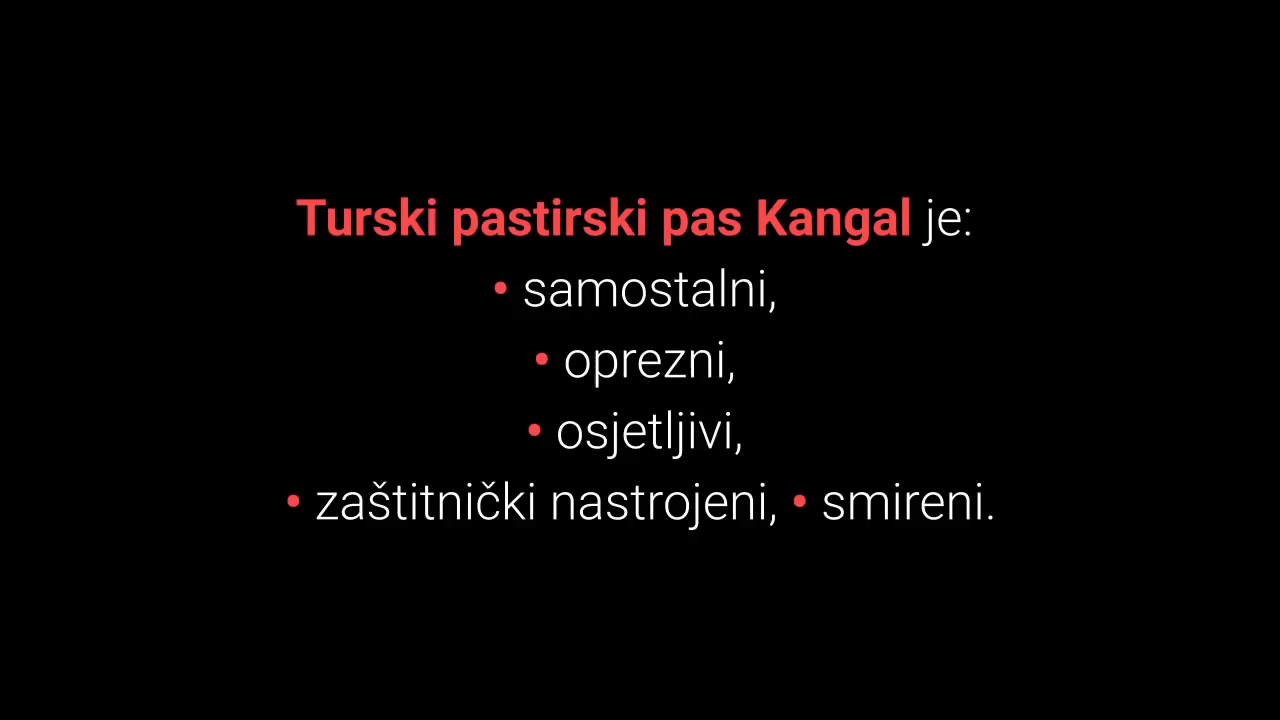 Turski pastirski pas Kangal je:
• samostalni,
• oprezni,
• osjetljivi,
• zaštitnički nastrojeni, • smireni.